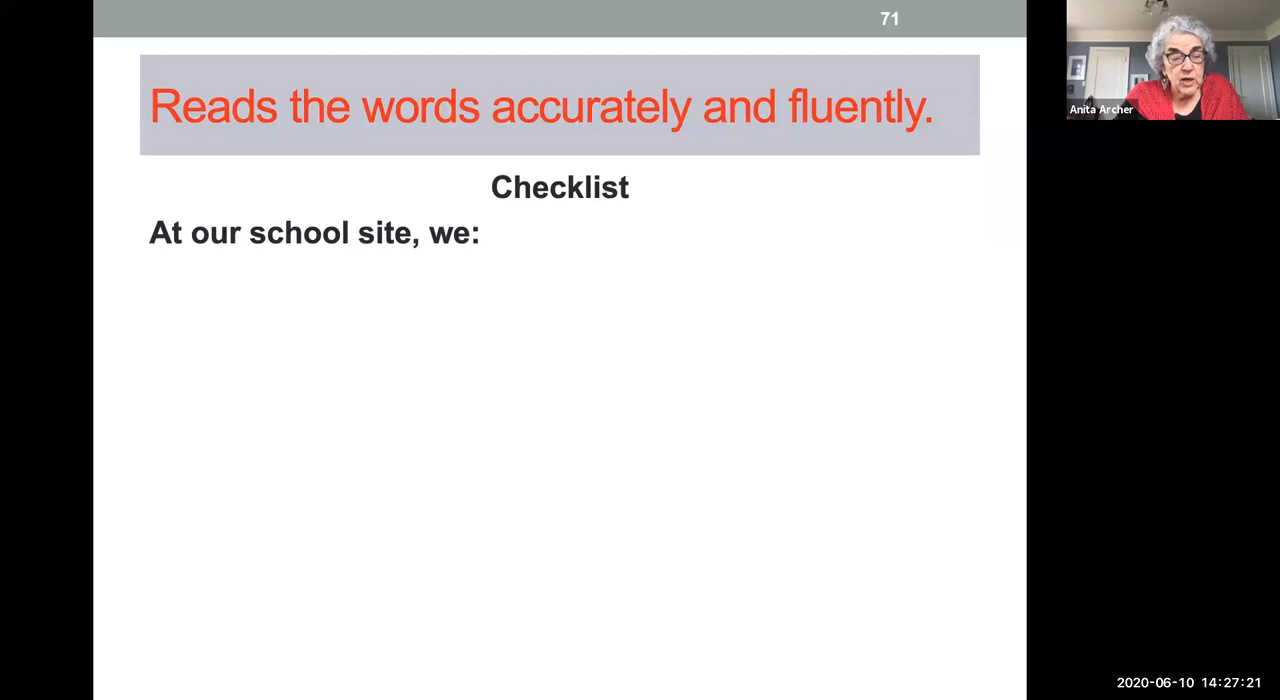 71
Reads the words accurately and fluently.
Checklist
At our school site, we:
Anita Archer
2020-06-10 14:27:21